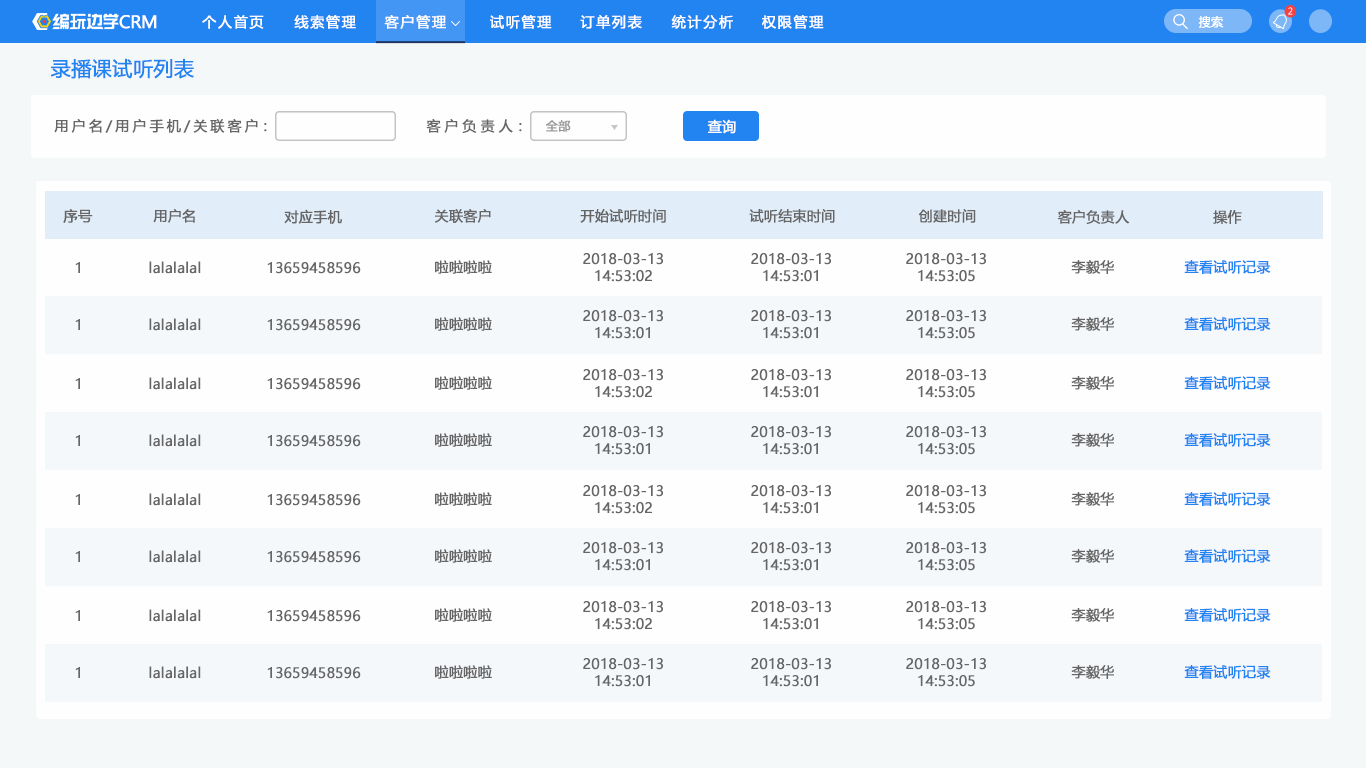 编玩边学CRM 个人首页 线索管理 客户管理 试听管理 订单列表 统计分析 权限管理 搜索 2
录播课试听列表
用户名/用户手机/关联客户: 客户负责人: 全部 查询
序号 用户名 对应手机 关联客户 开始试听时间 试听结束时间 创建时间 客户负责人 操作
1 lalalalal 13659458596 啦啦啦啦 2018-03-13 14:53:02 2018-03-13 14:53:01 2018-03-13 14:53:05 李毅华 查看试听记录
1 lalalalal 13659458596 啦啦啦啦 2018-03-13 14:53:01 2018-03-13 14:53:01 2018-03-13 14:53:05 李毅华 查看试听记录
1 lalalalal 13659458596 啦啦啦啦 2018-03-13 14:53:02 2018-03-13 14:53:01 2018-03-13 14:53:05 李毅华 查看试听记录
1 lalalalal 13659458596 啦啦啦啦 2018-03-13 14:53:01 2018-03-13 14:53:01 2018-03-13 14:53:05 李毅华 查看试听记录
1 lalalalal 13659458596 啦啦啦啦 2018-03-13 14:53:02 2018-03-13 14:53:01 2018-03-13 14:53:05 李毅华 查看试听记录
1 lalalalal 13659458596 啦啦啦啦 2018-03-13 14:53:01 2018-03-13 14:53:01 2018-03-13 14:53:05 李毅华 查看试听记录
1 lalalalal 13659458596 啦啦啦啦 2018-03-13 14:53:02 2018-03-13 14:53:01 2018-03-13 14:53:05 李毅华 查看试听记录
1 lalalalal 13659458596 啦啦啦啦 2018-03-13 14:53:01 2018-03-13 14:53:01 2018-03-13 14:53:05 李毅华 查看试听记录